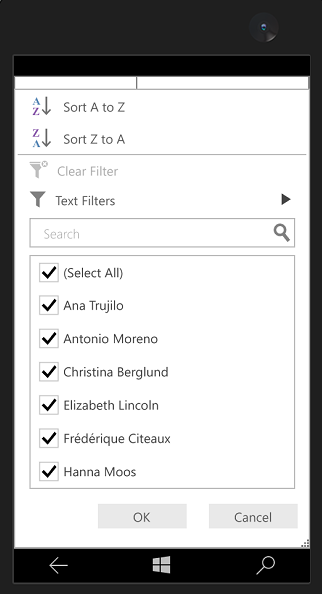 Sort A to Z
Sort Z to A
Clear Filter
Text Filters
Search
(Select All)
Ana Trujilo
Antonio Moreno
Christina Berglund
Elizabeth Lincoln
Frédérique Citeaux
Hanna Moos
OK Cancel